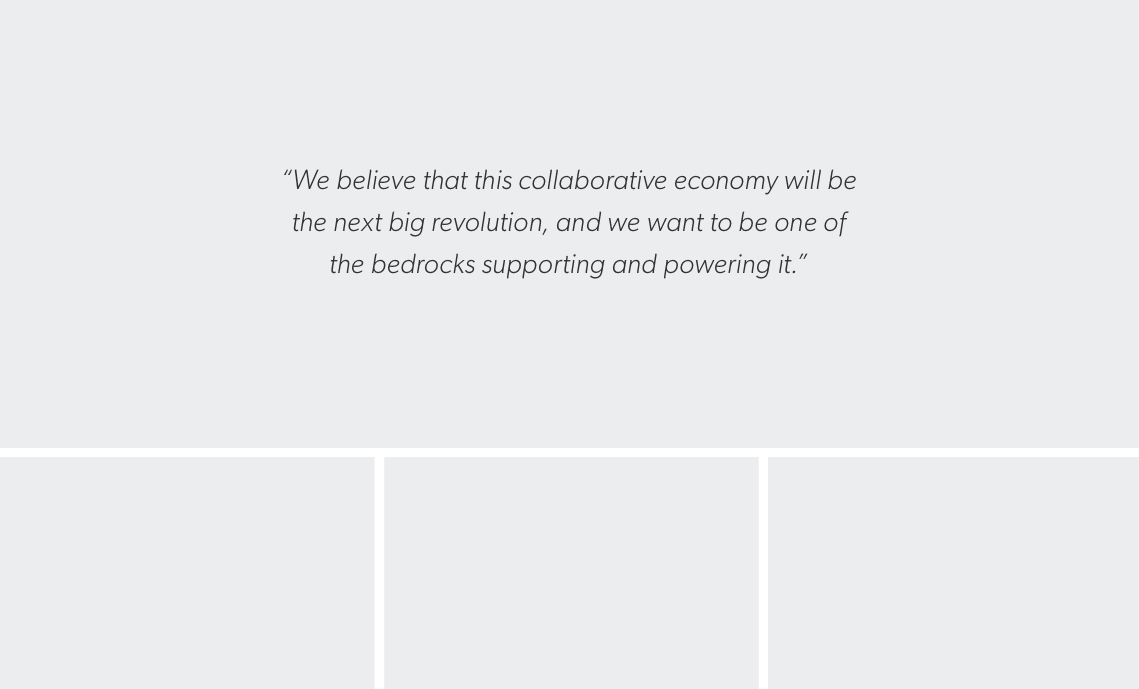 “We believe that this collaborative economy will be
the next big revolution, and we want to be one of
the bedrocks supporting and powering it.”